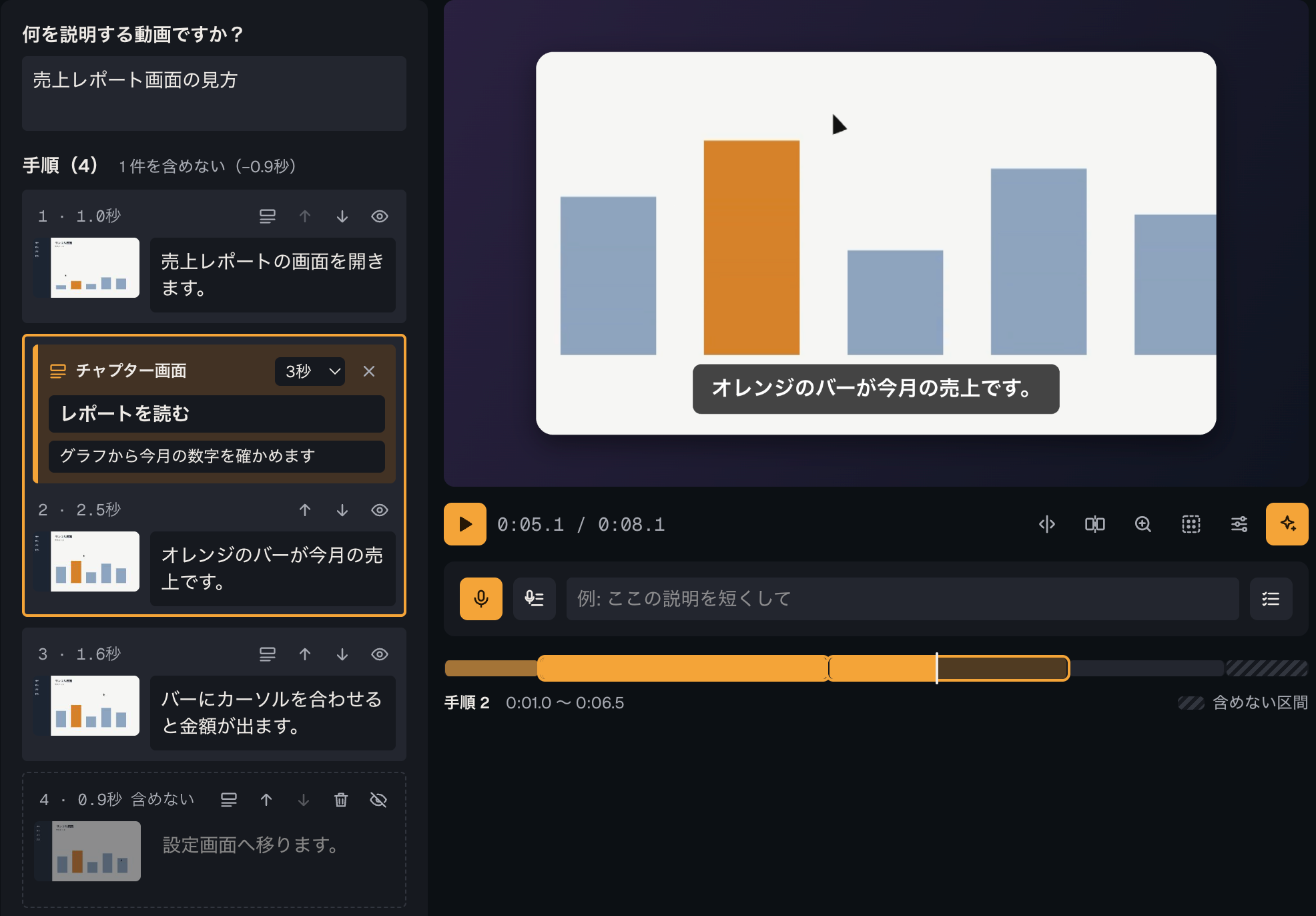 何を説明する動画ですか？
売上レポート画面の見方
手順（4） 1件を含めない（−0.9秒）
1 · 1.0秒
売上レポートの画面を開き
ます。
チャプター画面 3秒
レポートを読む
グラフから今月の数字を確かめます
2 · 2.5秒
オレンジのバーが今月の売
上です。
3 · 1.6秒
バーにカーソルを合わせる
と金額が出ます。
4 · 0.9秒 含めない
設定画面へ移ります。
オレンジのバーが今月の売上です。
0:05.1 / 0:08.1
例: ここの説明を短くして
手順 2 0:01.0 〜 0:06.5
含めない区間